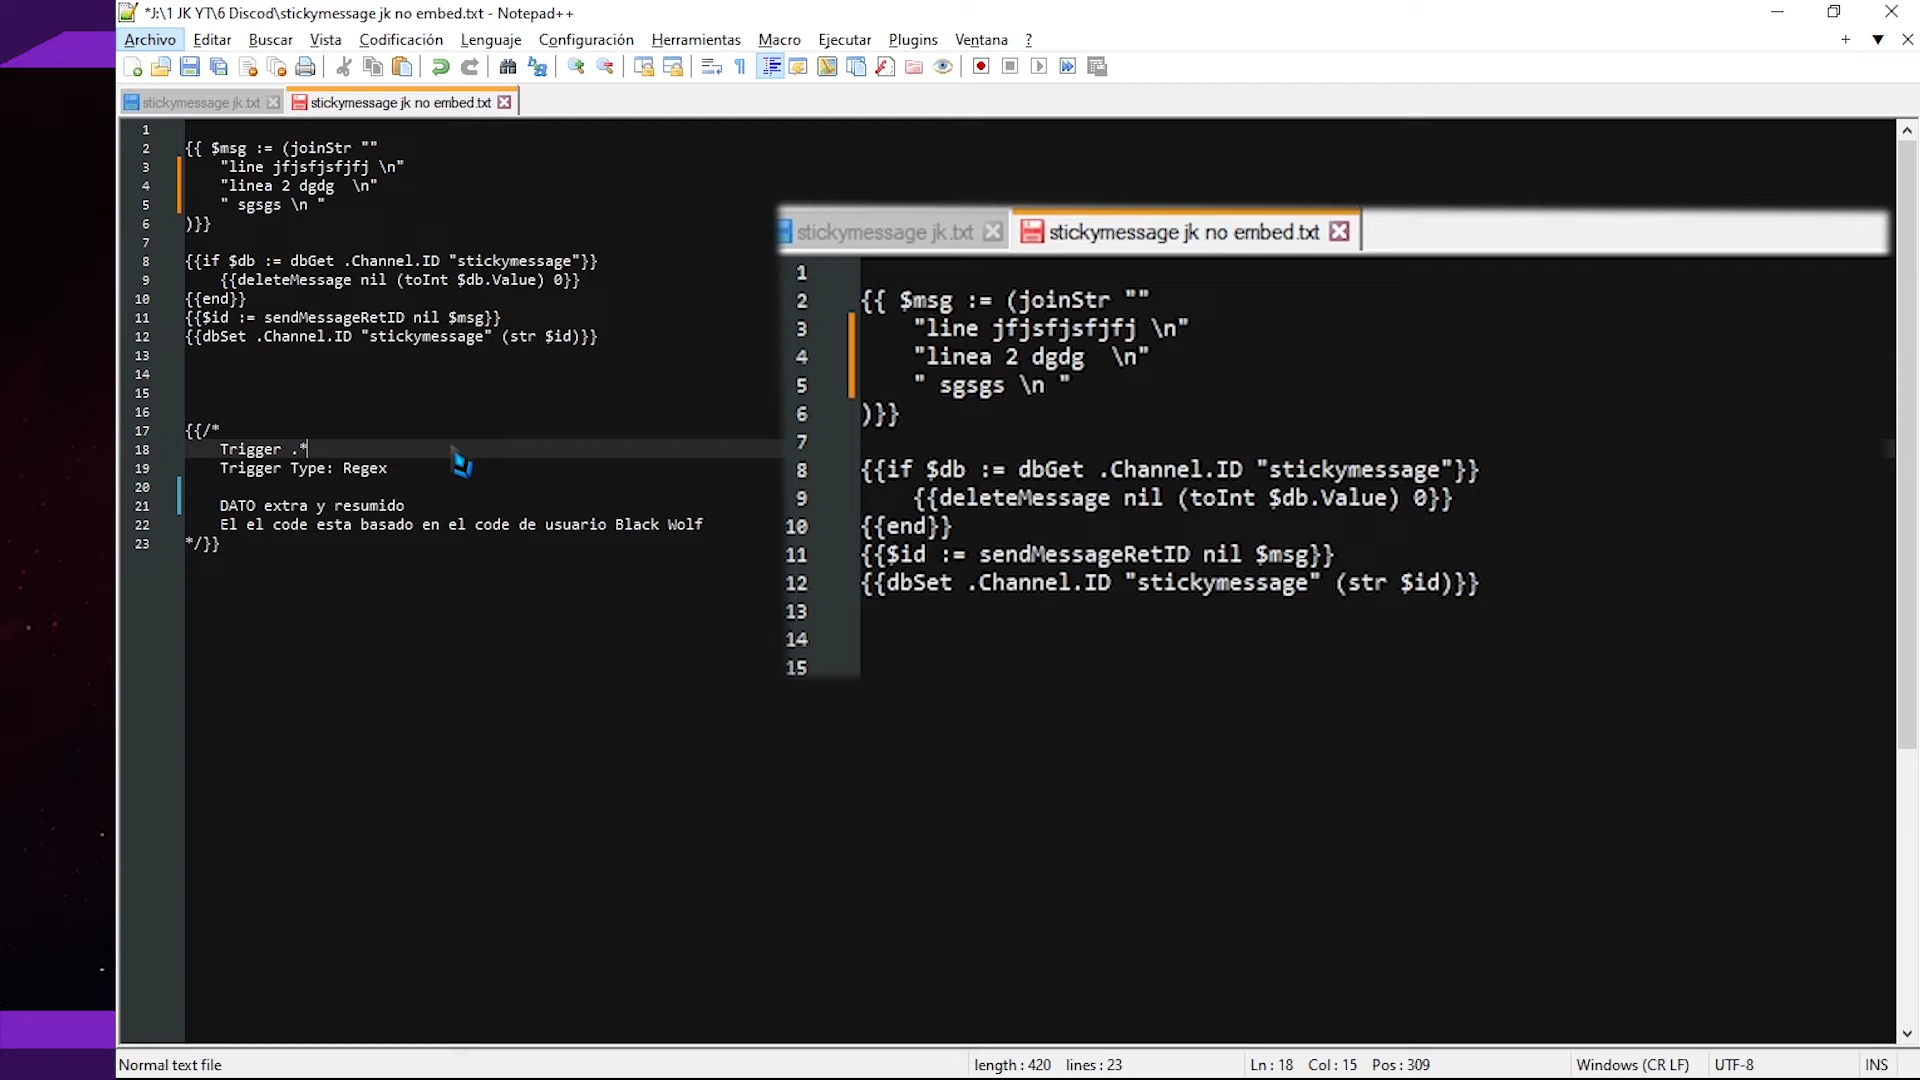 *J:\1 JK YT\6 Discod\stickymessage jk no embed.txt - Notepad++
Archivo Editar Buscar Vista Codificación Lenguaje Configuración Herramientas Macro Ejecutar Plugins Ventana ?
stickymessage jk.txt stickymessage jk no embed.txt
1
2 {{ $msg := (joinStr ""
3 "line jfjsfjsfjfj \n"
4 "linea 2 dgdg  \n"
5 " sgsgs \n "
6 )}}
7
8 {{if $db := dbGet .Channel.ID "stickymessage"}}
9 {{deleteMessage nil (toInt $db.Value) 0}}
10 {{end}}
11 {{$id := sendMessageRetID nil $msg}}
12 {{dbSet .Channel.ID "stickymessage" (str $id)}}
13
14
15
16
17 {{/*
18 Trigger .*
19 Trigger Type: Regex
20
21 DATO extra y resumido
22 El el code esta basado en el code de usuario Black Wolf
23 */}}
stickymessage jk.txt stickymessage jk no embed.txt
1
2 {{ $msg := (joinStr ""
3 "line jfjsfjsfjfj \n"
4 "linea 2 dgdg  \n"
5 " sgsgs \n "
6 )}}
7
8 {{if $db := dbGet .Channel.ID "stickymessage"}}
9 {{deleteMessage nil (toInt $db.Value) 0}}
10 {{end}}
11 {{$id := sendMessageRetID nil $msg}}
12 {{dbSet .Channel.ID "stickymessage" (str $id)}}
13
14
15
Normal text file length : 420 lines : 23 Ln : 18 Col : 15 Pos : 309 Windows (CR LF) UTF-8 INS